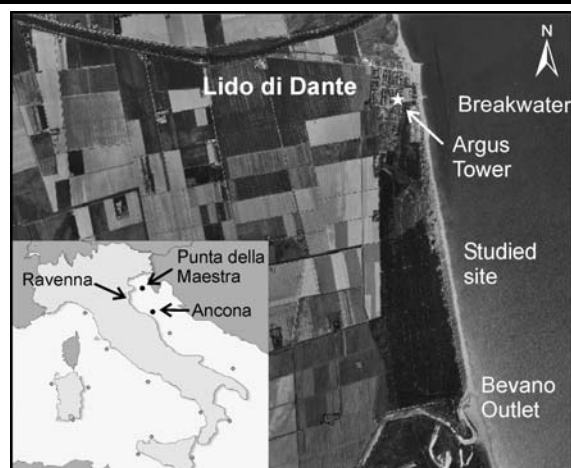 N
Lido di Dante
Breakwater
Argus
Tower
Studied
site
Punta della
Maestra
Ravenna
Ancona
Bevano
Outlet